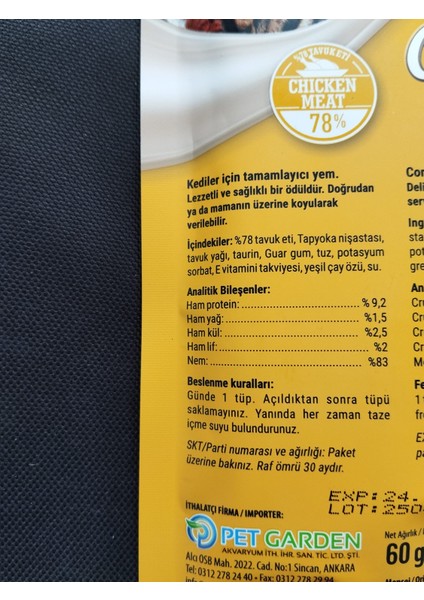 %78 TAVUK ETİ
CHICKEN
MEAT
78%
Kediler için tamamlayıcı yem.
Lezzetli ve sağlıklı bir ödüldür. Doğrudan
ya da mamanın üzerine koyularak
verilebilir.
İçindekiler: %78 tavuk eti, Tapyoka nişastası,
tavuk yağı, taurin, Guar gum, tuz, potasyum
sorbat, E vitamini takviyesi, yeşil çay özü, su.
Analitik Bileşenler:
Ham protein: % 9,2
Ham yağ: %1,5
Ham kül: %2,5
Ham lif: %2
Nem: %83
Beslenme kuralları:
Günde 1 tüp. Açıldıktan sonra tüpü
saklamayınız. Yanında her zaman taze
içme suyu bulundurunuz.
SKT/Parti numarası ve ağırlığı: Paket
üzerine bakınız. Raf ömrü 30 aydır.
EXP:24.
LOT:250
İTHALATÇI FİRMA / IMPORTER:
PET GARDEN
AKVARYUM İTH. İHR. SAN. TİC. LTD. ŞTİ.
Alcı OSB Mah. 2022. Cad. No:1 Sincan, ANKARA
Tel: 0312 278 24 40 • Fax: 0312 278 29 94
Net Ağırlık /
60 g